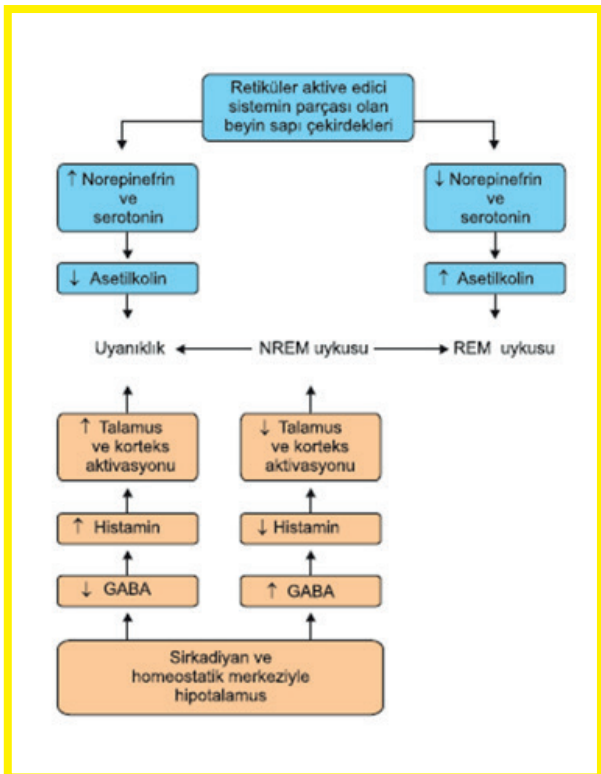 Retiküler aktive edici
sistemin parçası olan
beyin sapı çekirdekleri
↑ Norepinefrin
ve
serotonin
↓ Norepinefrin
ve
serotonin
↓ Asetilkolin
↑ Asetilkolin
Uyanıklık
NREM uykusu
REM uykusu
↑ Talamus
ve korteks
aktivasyonu
↓ Talamus
ve korteks
aktivasyonu
↑ Histamin
↓ Histamin
↓ GABA
↑ GABA
Sirkadiyan ve
homeostatik merkeziyle
hipotalamus